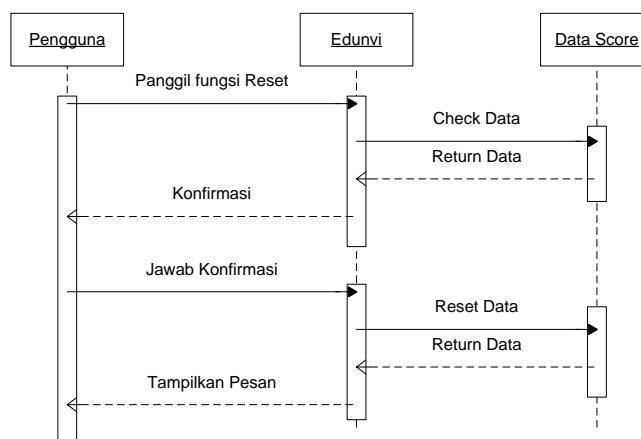 Pengguna
Edunvi
Data Score
Panggil fungsi Reset
Check Data
Return Data
Konfirmasi
Jawab Konfirmasi
Reset Data
Return Data
Tampilkan Pesan